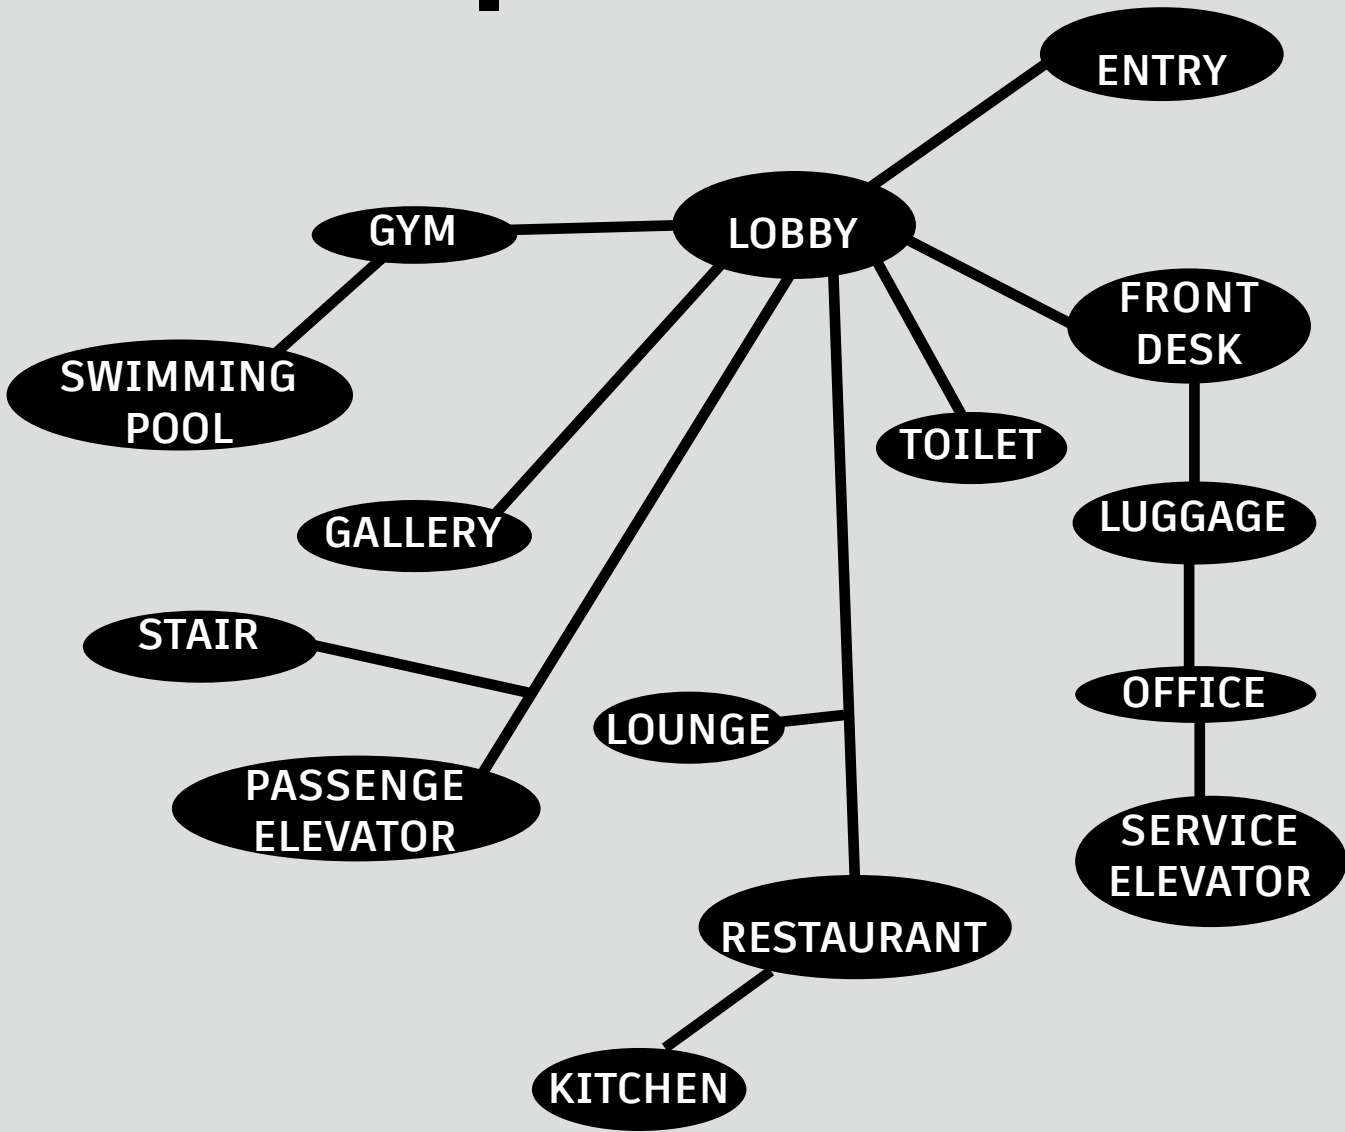 ENTRY
LOBBY
GYM
FRONT
DESK
SWIMMING
POOL
TOILET
GALLERY
LUGGAGE
STAIR
OFFICE
LOUNGE
PASSENGE
ELEVATOR
SERVICE
ELEVATOR
RESTAURANT
KITCHEN